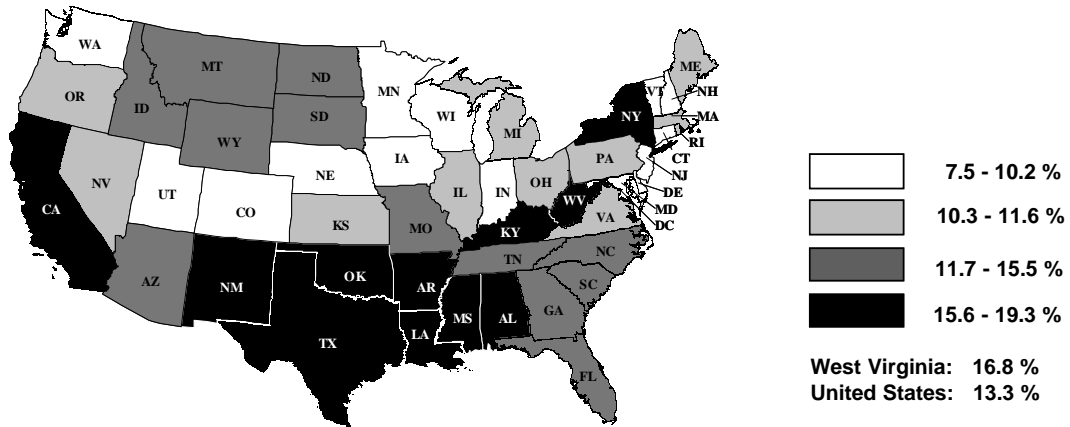 WA
MT
ND
MN
ME
VT
NH
OR
ID
SD
WI
NY
MA
WY
MI
RI
IA
PA
CT
NE
NJ
NV
UT
IL
IN
OH
DE
CO
WV
MD
CA
KS
MO
KY
VA
DC
AZ
NM
OK
AR
TN
NC
SC
TX
LA
MS
AL
GA
FL
7.5 - 10.2 %
10.3 - 11.6 %
11.7 - 15.5 %
15.6 - 19.3 %
West Virginia: 16.8 %
United States: 13.3 %